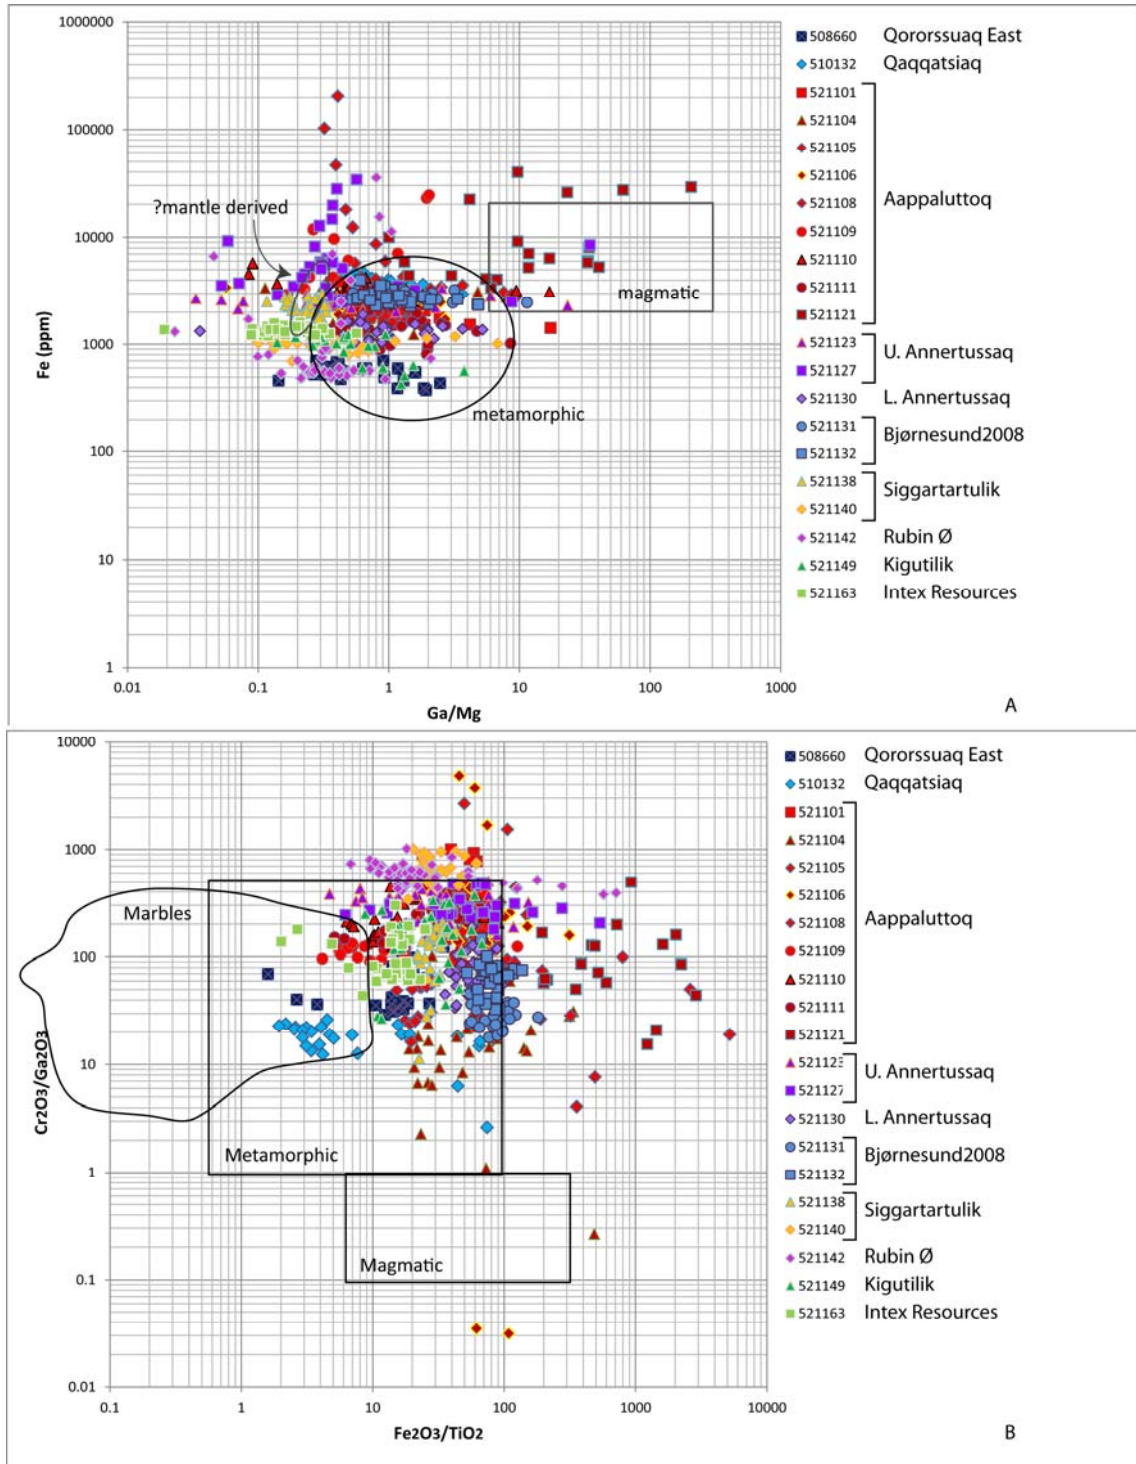 1000000
100000
10000
1000
100
10
1
0.01
0.1
1
10
100
1000
Fe (ppm)
Ga/Mg
?mantle derived
magmatic
metamorphic
A
508660 Qororssuaq East
510132 Qaqqatsiaq
521101
521104
521105
521106
521108 Aappaluttoq
521109
521110
521111
521121
521123
U. Annertussaq
521127
521130 L. Annertussaq
521131
Bjørnesund2008
521132
521138
Siggartartulik
521140
521142 Rubin Ø
521149 Kigutilik
521163 Intex Resources
10000
1000
100
10
1
0.1
0.01
0.1
1
10
100
1000
10000
Cr2O3/Ga2O3
Fe2O3/TiO2
Marbles
Metamorphic
Magmatic
B
508660 Qororssuaq East
510132 Qaqqatsiaq
521101
521104
521105
521106
521108 Aappaluttoq
521109
521110
521111
521121
521123
U. Annertussaq
521127
521130 L. Annertussaq
521131
Bjørnesund2008
521132
521138
Siggartartulik
521140
521142 Rubin Ø
521149 Kigutilik
521163 Intex Resources